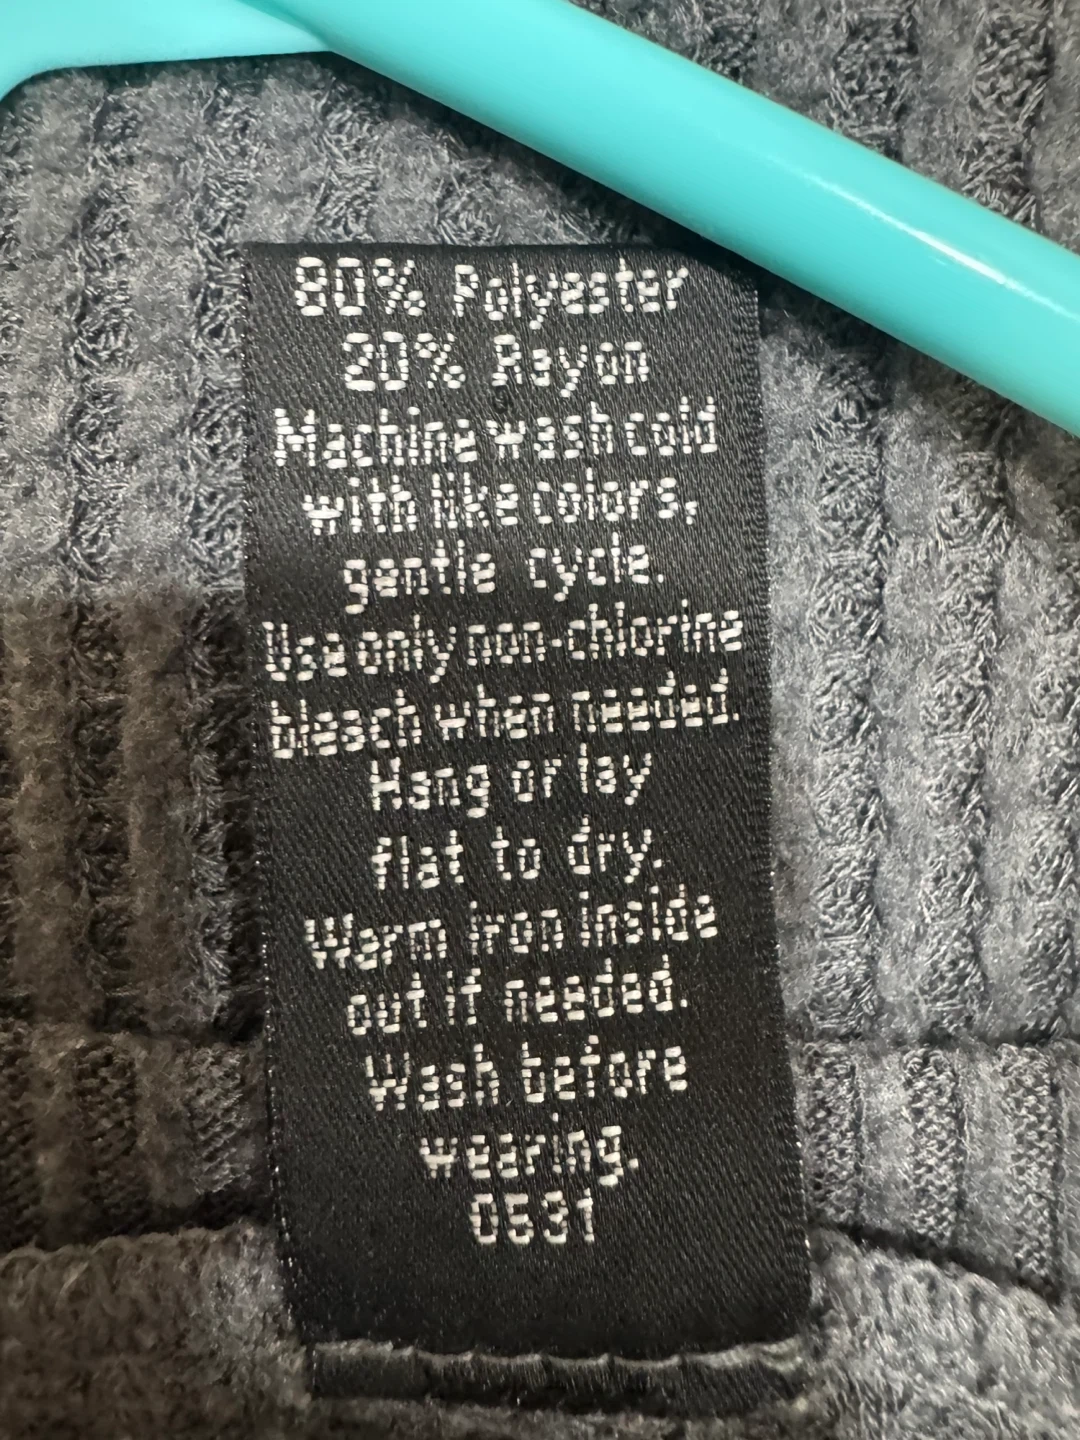 80% Polyester
20% Rayon
Machine wash cold
with like colors,
gentle cycle.
Use only non-chlorine
bleach when needed.
Hang or lay
flat to dry.
Warm iron inside
out if needed.
Wash before
wearing.
0531